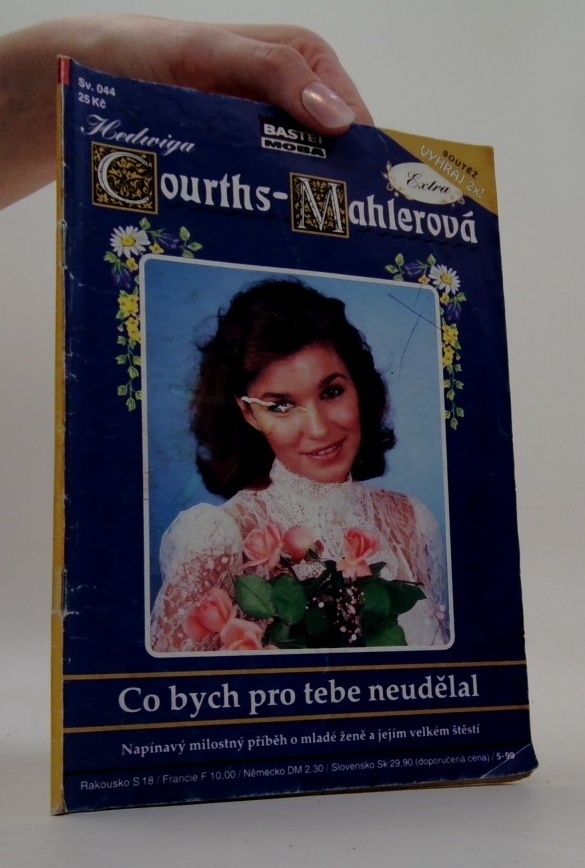 Sv. 044
25 Kč
Hedwiga
BASTEI
MOBA
Courths-Mahlerová
SOUTĚŽ
VYHRAJ 2x!
Extra
Co bych pro tebe neudělal
Napínavý milostný příběh o mladé ženě a jejím velkém štěstí
Rakousko S 18 / Francie F 10,00 / Německo DM 2,30 / Slovensko Sk 29,90 (doporučená cena) / 5-99